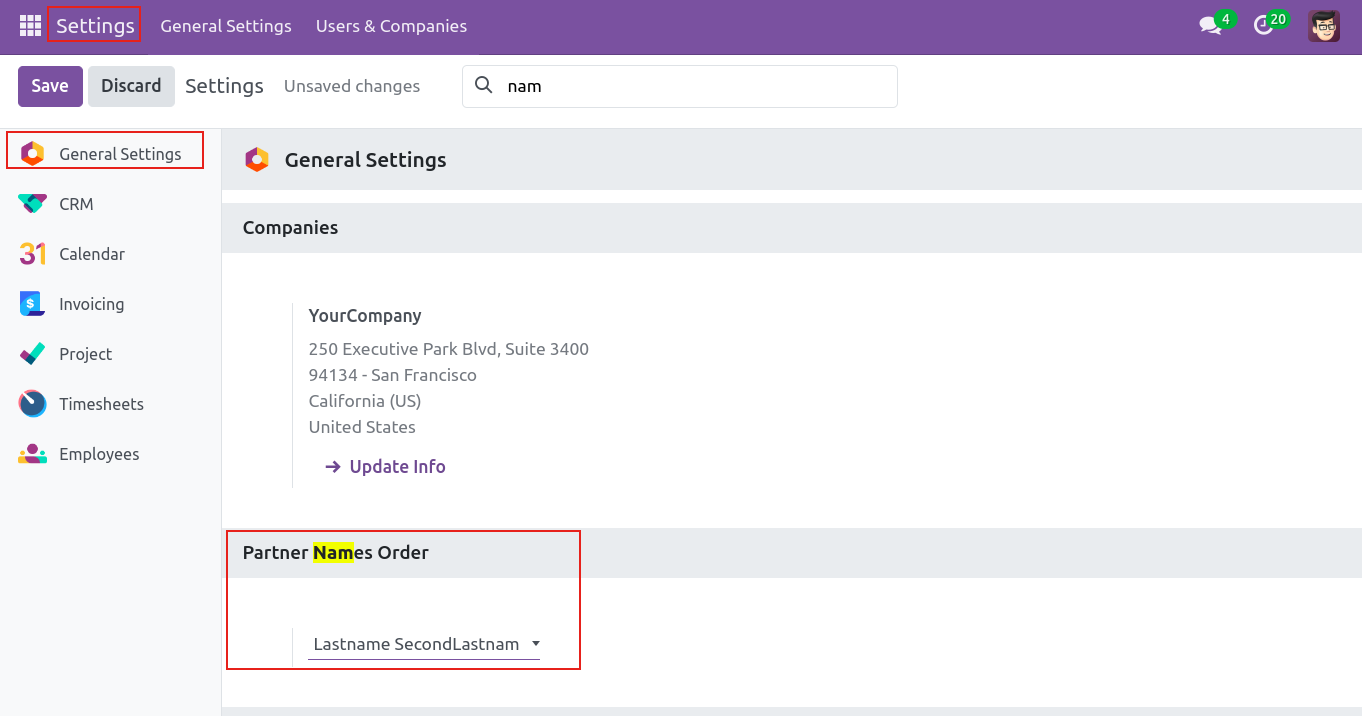 Settings General Settings Users & Companies 4 20
Save Discard Settings Unsaved changes nam
General Settings
CRM
31 Calendar
$ Invoicing
Project
Timesheets
Employees
General Settings
Companies
YourCompany
250 Executive Park Blvd, Suite 3400
94134 - San Francisco
California (US)
United States
Update Info
Partner Names Order
Lastname SecondLastnam